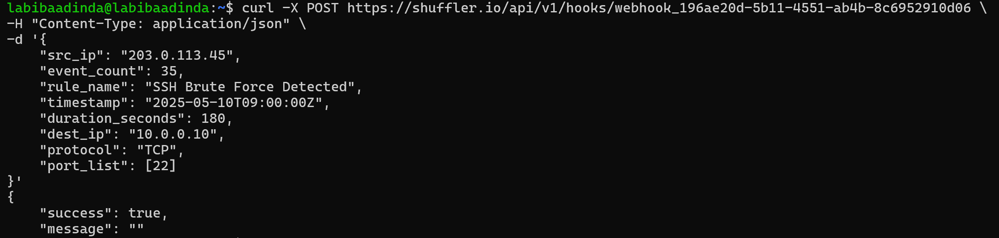 labibaadinda@labibaadinda:~$ curl -X POST https://shuffler.io/api/v1/hooks/webhook_196ae20d-5b11-4551-ab4b-8c6952910d06 \
-H "Content-Type: application/json" \
-d '{
    "src_ip": "203.0.113.45",
    "event_count": 35,
    "rule_name": "SSH Brute Force Detected",
    "timestamp": "2025-05-10T09:00:00Z",
    "duration_seconds": 180,
    "dest_ip": "10.0.0.10",
    "protocol": "TCP",
    "port_list": [22]
}'
{
    "success": true,
    "message": ""